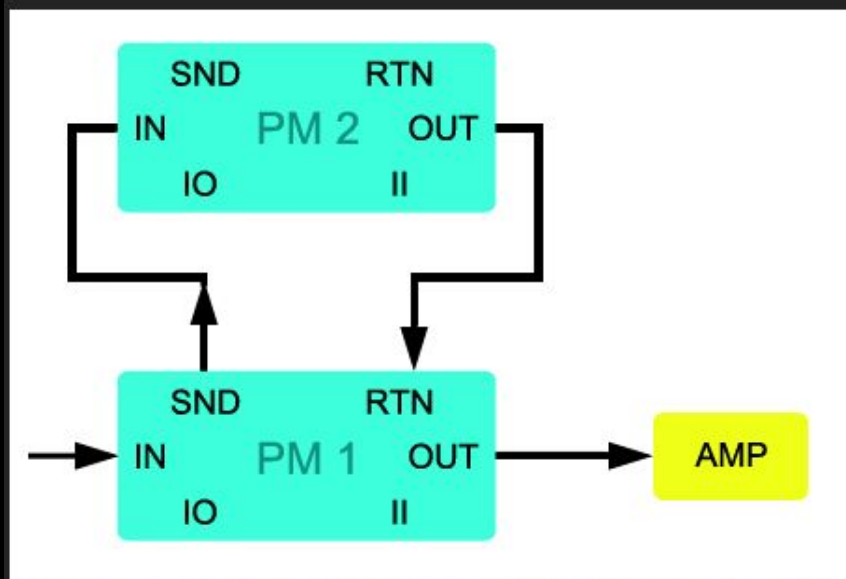 SND RTN
IN PM 2 OUT
IO II
SND RTN
IN PM 1 OUT AMP
IO II